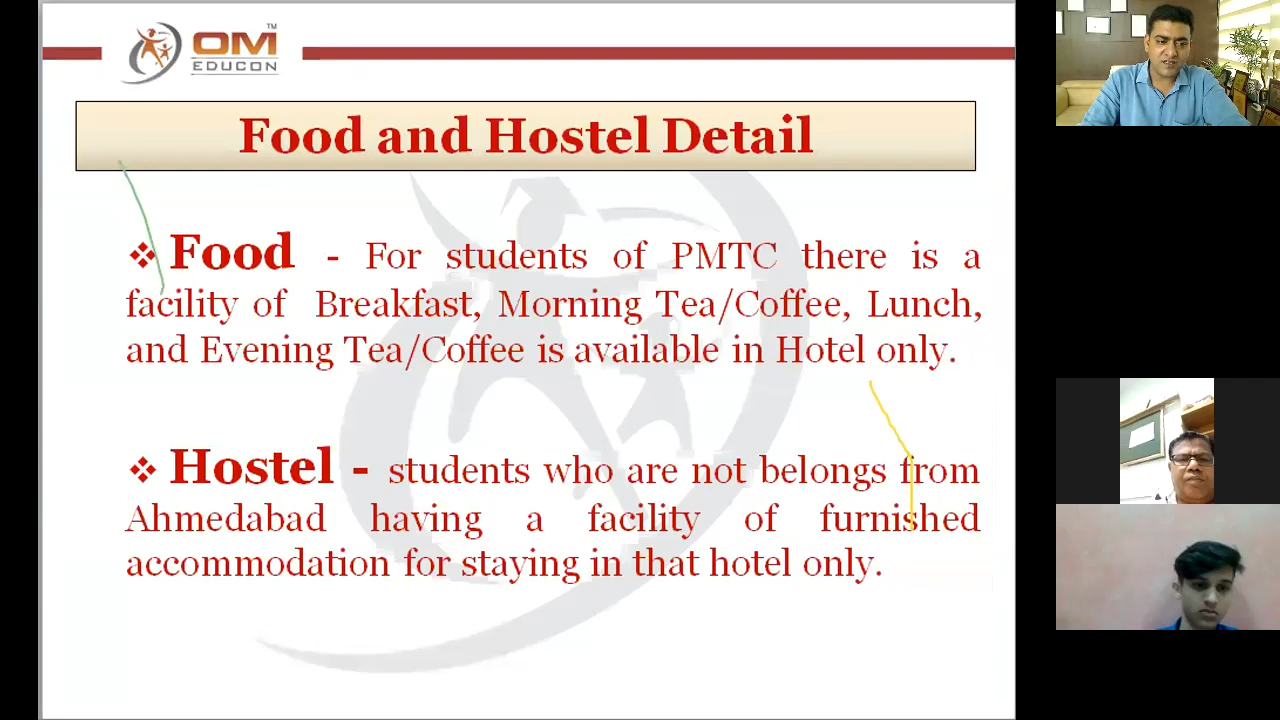 OM™
EDUCON
Food and Hostel Detail
❖ Food - For students of PMTC there is a
facility of Breakfast, Morning Tea/Coffee, Lunch,
and Evening Tea/Coffee is available in Hotel only.
❖ Hostel - students who are not belongs from
Ahmedabad having a facility of furnished
accommodation for staying in that hotel only.